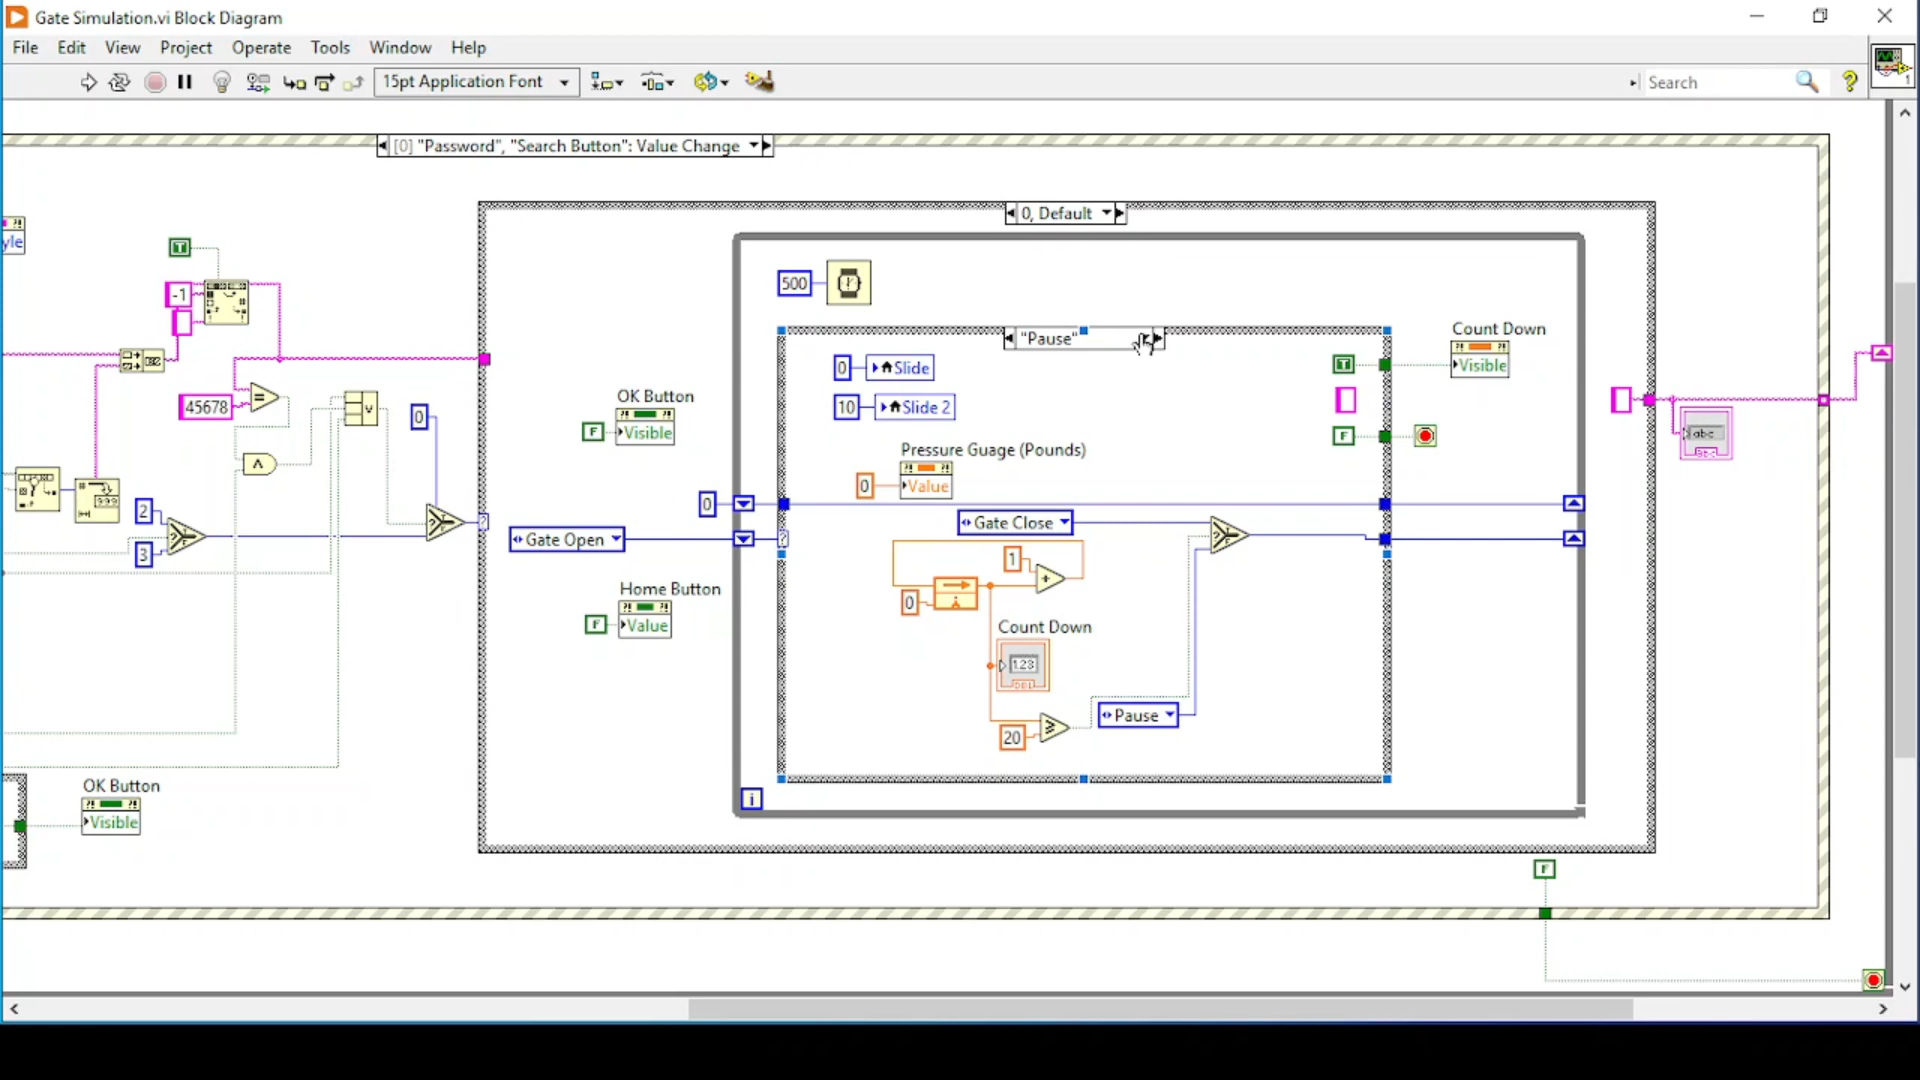 Gate Simulation.vi Block Diagram
File Edit View Project Operate Tools Window Help
15pt Application Font
Search
[0] "Password", "Search Button": Value Change
0, Default
yle
T
-1
45678
0
2
3
OK Button
Visible
OK Button
F
Visible
Gate Open
0
Home Button
F
Value
500
"Pause"
0
Slide
10
Slide 2
Pressure Guage (Pounds)
0
Value
Gate Close
1
0
Count Down
123
20
Pause
i
T
F
Count Down
Visible
abc
F